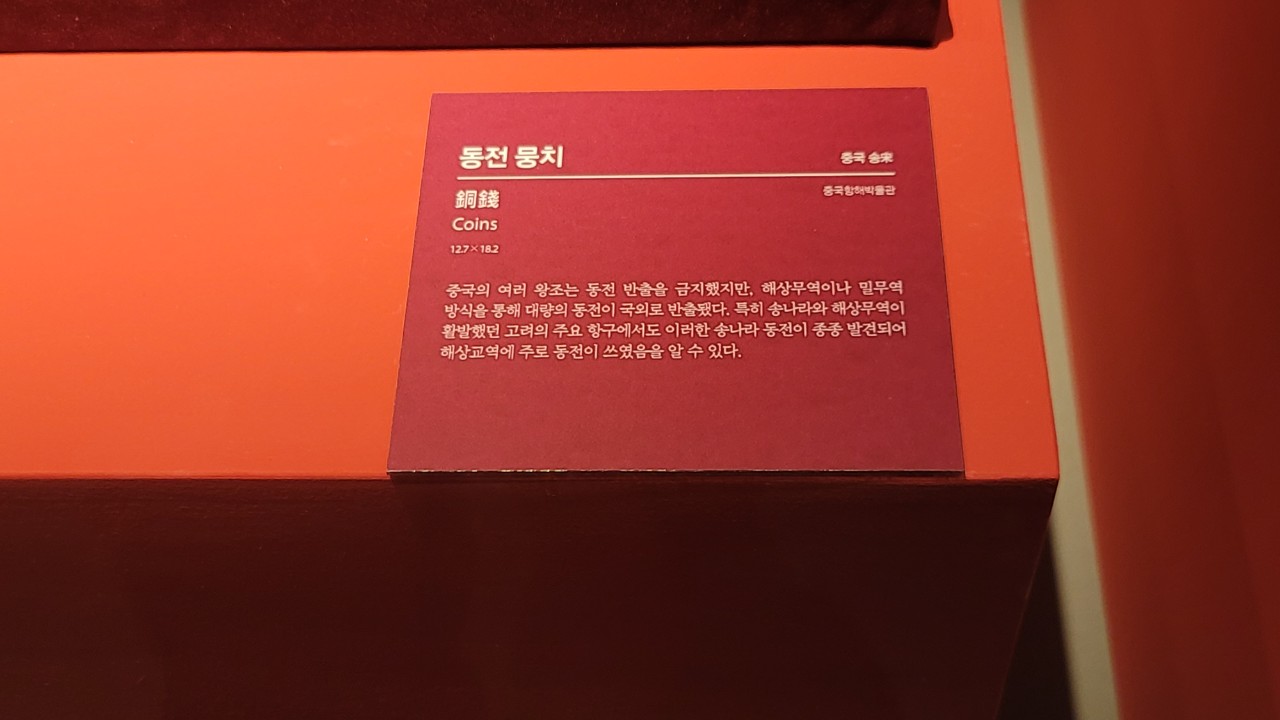 동전 뭉치
중국 송宋
銅錢
중국항해박물관
Coins
12.7×18.2
중국의 여러 왕조는 동전 반출을 금지했지만, 해상무역이나 밀무역
방식을 통해 대량의 동전이 국외로 반출됐다. 특히 송나라와 해상무역이
활발했던 고려의 주요 항구에서도 이러한 송나라 동전이 종종 발견되어
해상교역에 주로 동전이 쓰였음을 알 수 있다.